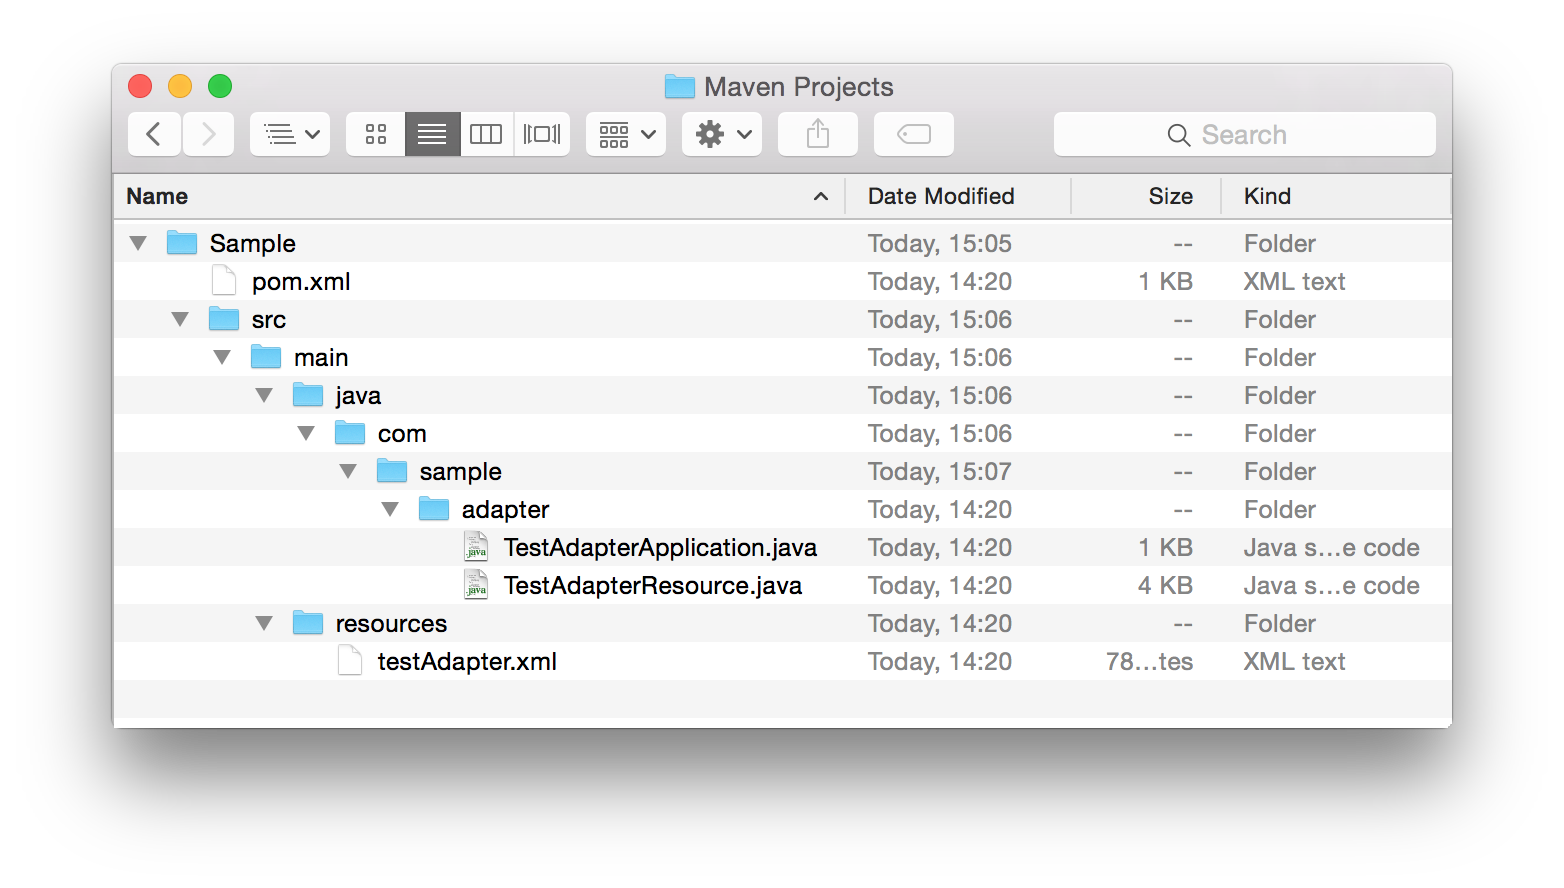 Maven Projects
Search
Name Date Modified Size Kind
Sample Today, 15:05 -- Folder
pom.xml Today, 14:20 1 KB XML text
src Today, 15:06 -- Folder
main Today, 15:06 -- Folder
java Today, 15:06 -- Folder
com Today, 15:06 -- Folder
sample Today, 15:07 -- Folder
adapter Today, 14:20 -- Folder
TestAdapterApplication.java Today, 14:20 1 KB Java s...e code
TestAdapterResource.java Today, 14:20 4 KB Java s...e code
resources Today, 14:20 -- Folder
testAdapter.xml Today, 14:20 78...tes XML text